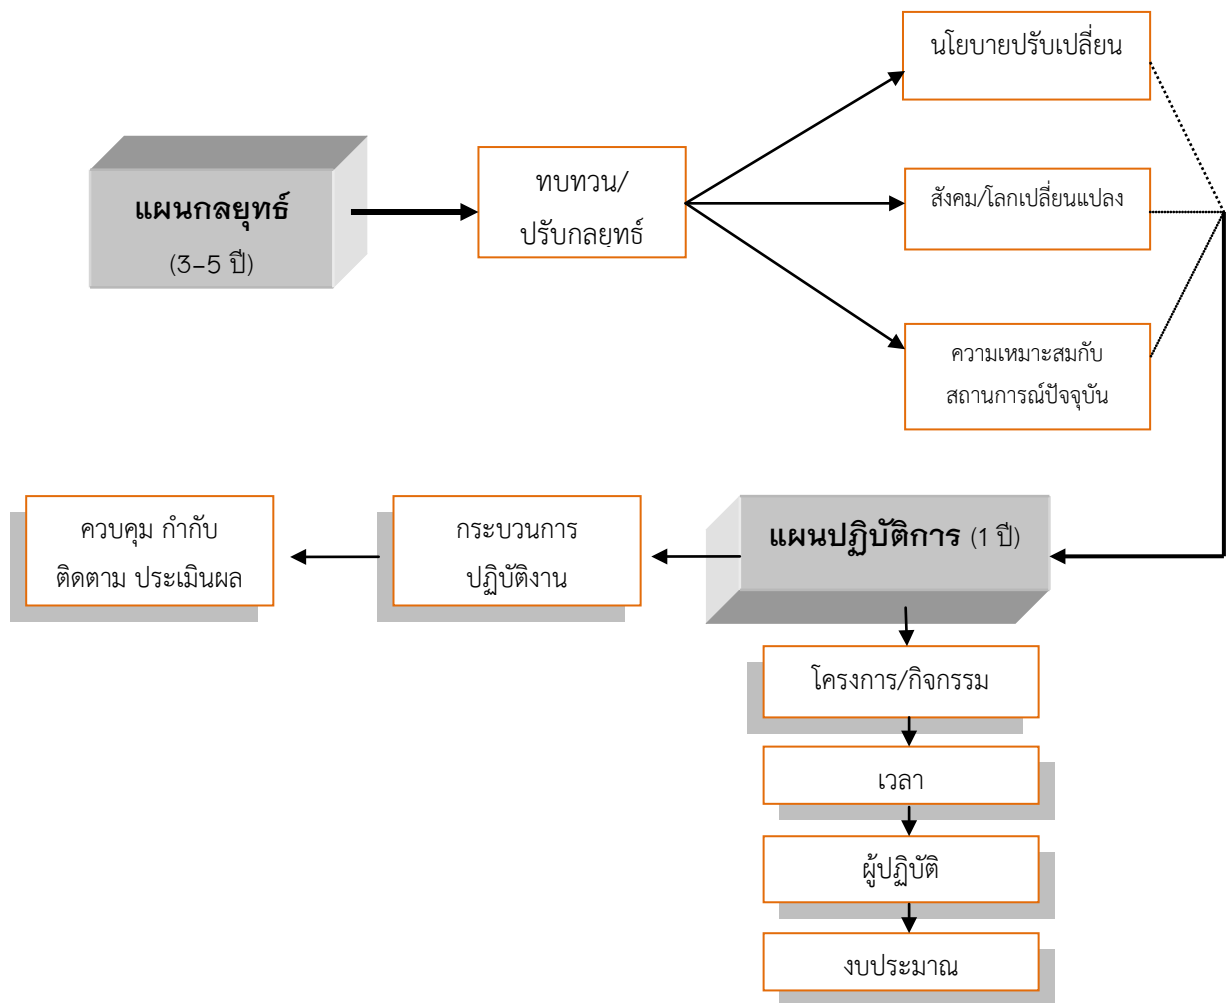 นโยบายปรับเปลี่ยน
แผนกลยุทธ์
(3-5 ปี)
ทบทวน/
ปรับกลยุทธ์
สังคม/โลกเปลี่ยนแปลง
ความเหมาะสมกับ
สถานการณ์ปัจจุบัน
ควบคุม กำกับ
ติดตาม ประเมินผล
กระบวนการ
ปฏิบัติงาน
แผนปฏิบัติการ (1 ปี)
โครงการ/กิจกรรม
เวลา
ผู้ปฏิบัติ
งบประมาณ